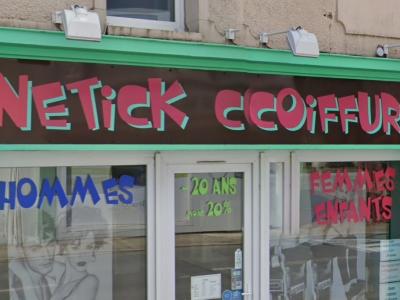 NETICK CCOIFFUR
HOMMES
- 20 ANS
20%
FEMMES
ENFANTS